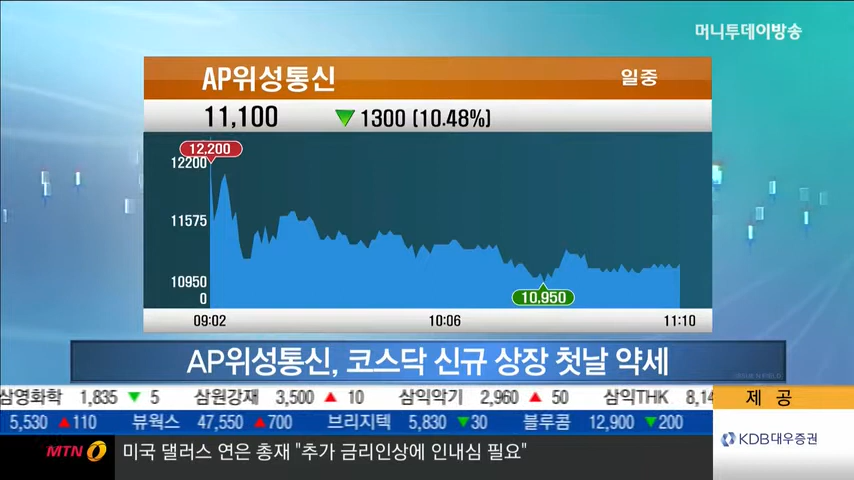 머니투데이방송
AP위성통신 일중
11,100 ▼ 1300 (10.48%)
12,200
12200
11575
10950
10,950
0
09:02 10:06 11:10
AP위성통신, 코스닥 신규 상장 첫날 약세
삼영화학 1,835 ▼ 5 삼원강재 3,500 ▲ 10 삼익악기 2,960 ▲ 50 삼익THK 8,14
제 공
5,530 ▲110 뷰웍스 47,550 ▲700 브리지텍 5,830 ▼30 블루콤 12,900 ▼200
KDB대우증권
MTN 미국 댈러스 연은 총재 "추가 금리인상에 인내심 필요"